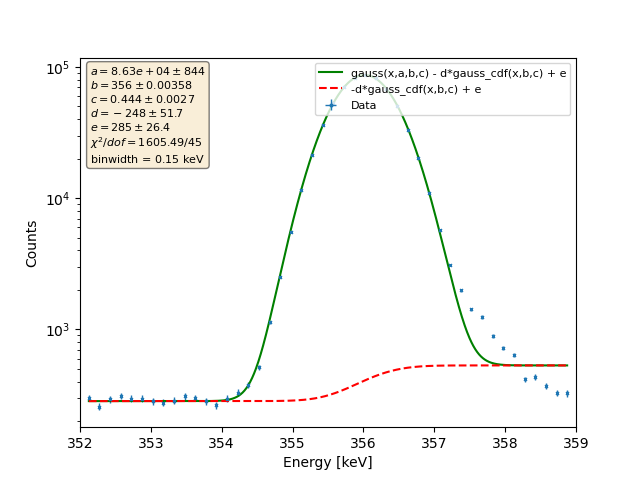 a = 8.63e + 04 ± 844
b = 356 ± 0.00358
c = 0.444 ± 0.0027
d = − 248 ± 51.7
e = 285 ± 26.4
χ²/dof = 1605.49/45
binwidth = 0.15 keV
gauss(x,a,b,c) - d*gauss_cdf(x,b,c) + e
-d*gauss_cdf(x,b,c) + e
Data
10⁵
10⁴
10³
Counts
352 353 354 355 356 357 358 359
Energy [keV]